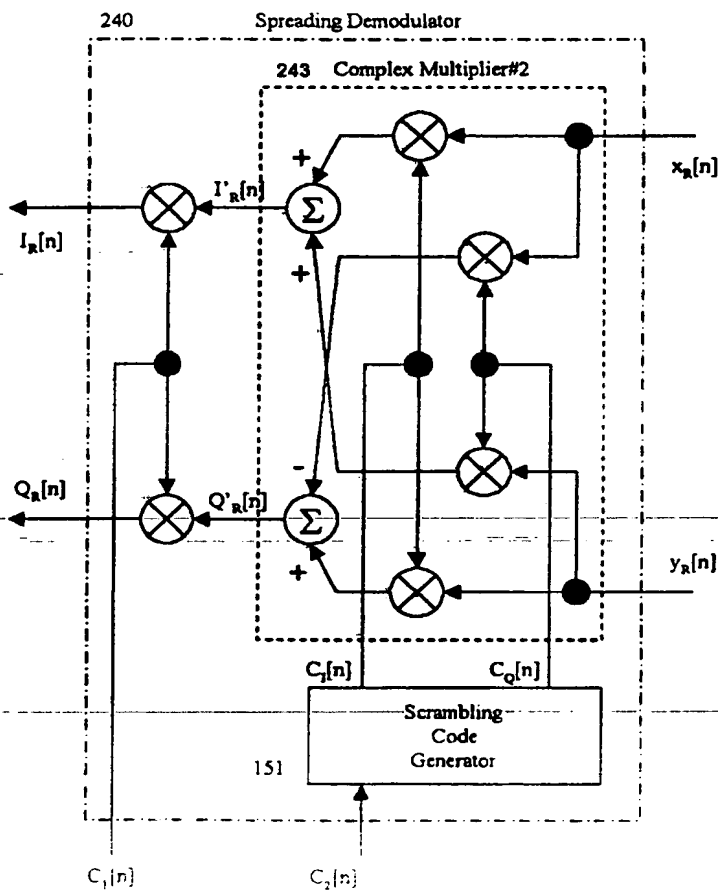 240 Spreading Demodulator
243 Complex Multiplier#2
x_R[n]
+
I'_R[n]
Σ
I_R[n]
+
-
Q_R[n]
Q'_R[n]
Σ
+
y_R[n]
C_I[n]
C_Q[n]
Scrambling
Code
Generator
151
C_1[n]
C_2[n]